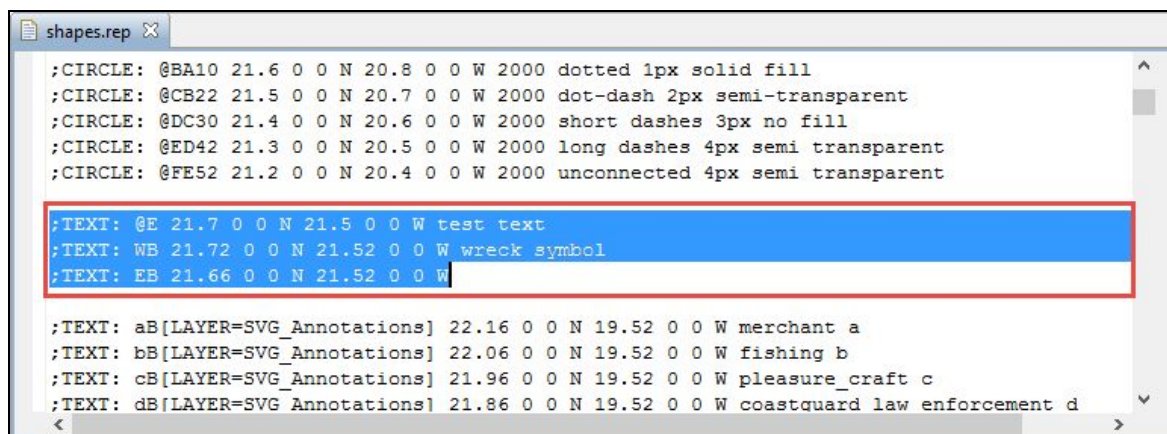 shapes.rep
;CIRCLE: @BA10 21.6 0 0 N 20.8 0 0 W 2000 dotted 1px solid fill
;CIRCLE: @CB22 21.5 0 0 N 20.7 0 0 W 2000 dot-dash 2px semi-transparent
;CIRCLE: @DC30 21.4 0 0 N 20.6 0 0 W 2000 short dashes 3px no fill
;CIRCLE: @ED42 21.3 0 0 N 20.5 0 0 W 2000 long dashes 4px semi transparent
;CIRCLE: @FE52 21.2 0 0 N 20.4 0 0 W 2000 unconnected 4px semi transparent
;TEXT: @E 21.7 0 0 N 21.5 0 0 W test text
;TEXT: WB 21.72 0 0 N 21.52 0 0 W wreck symbol
;TEXT: EB 21.66 0 0 N 21.52 0 0 W
;TEXT: aB[LAYER=SVG_Annotations] 22.16 0 0 N 19.52 0 0 W merchant a
;TEXT: bB[LAYER=SVG_Annotations] 22.06 0 0 N 19.52 0 0 W fishing b
;TEXT: cB[LAYER=SVG_Annotations] 21.96 0 0 N 19.52 0 0 W pleasure_craft c
;TEXT: dB[LAYER=SVG_Annotations] 21.86 0 0 N 19.52 0 0 W coastguard law enforcement d